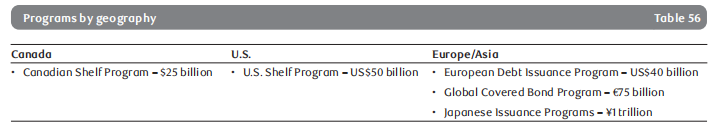 Programs by geography Table 56
Canada U.S. Europe/Asia
• Canadian Shelf Program – $25 billion • U.S. Shelf Program – US$50 billion • European Debt Issuance Program – US$40 billion
• Global Covered Bond Program – €75 billion
• Japanese Issuance Programs – ¥1 trillion